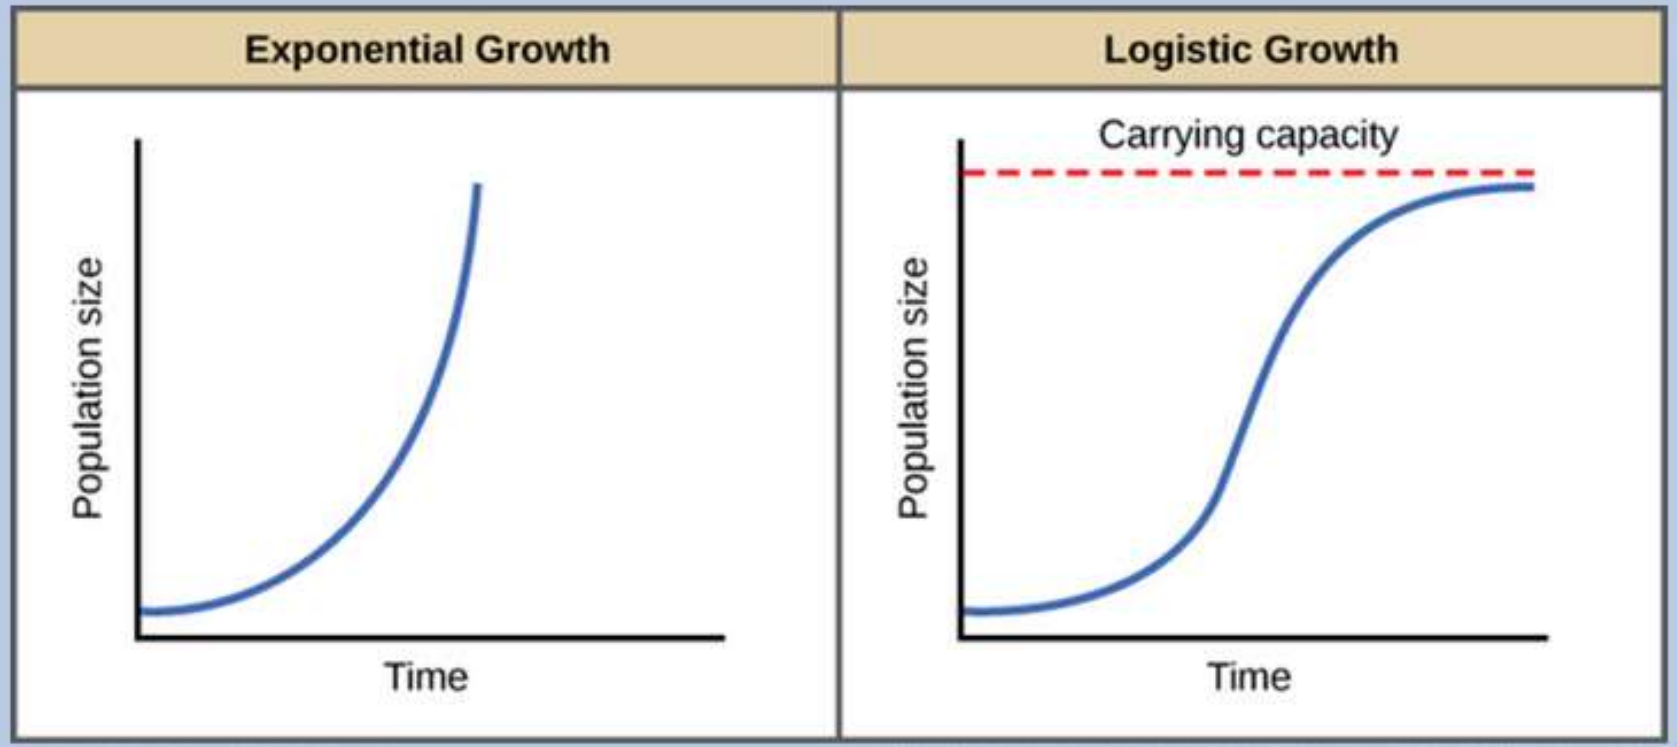 Exponential Growth
Population size
Time
Logistic Growth
Carrying capacity
Population size
Time